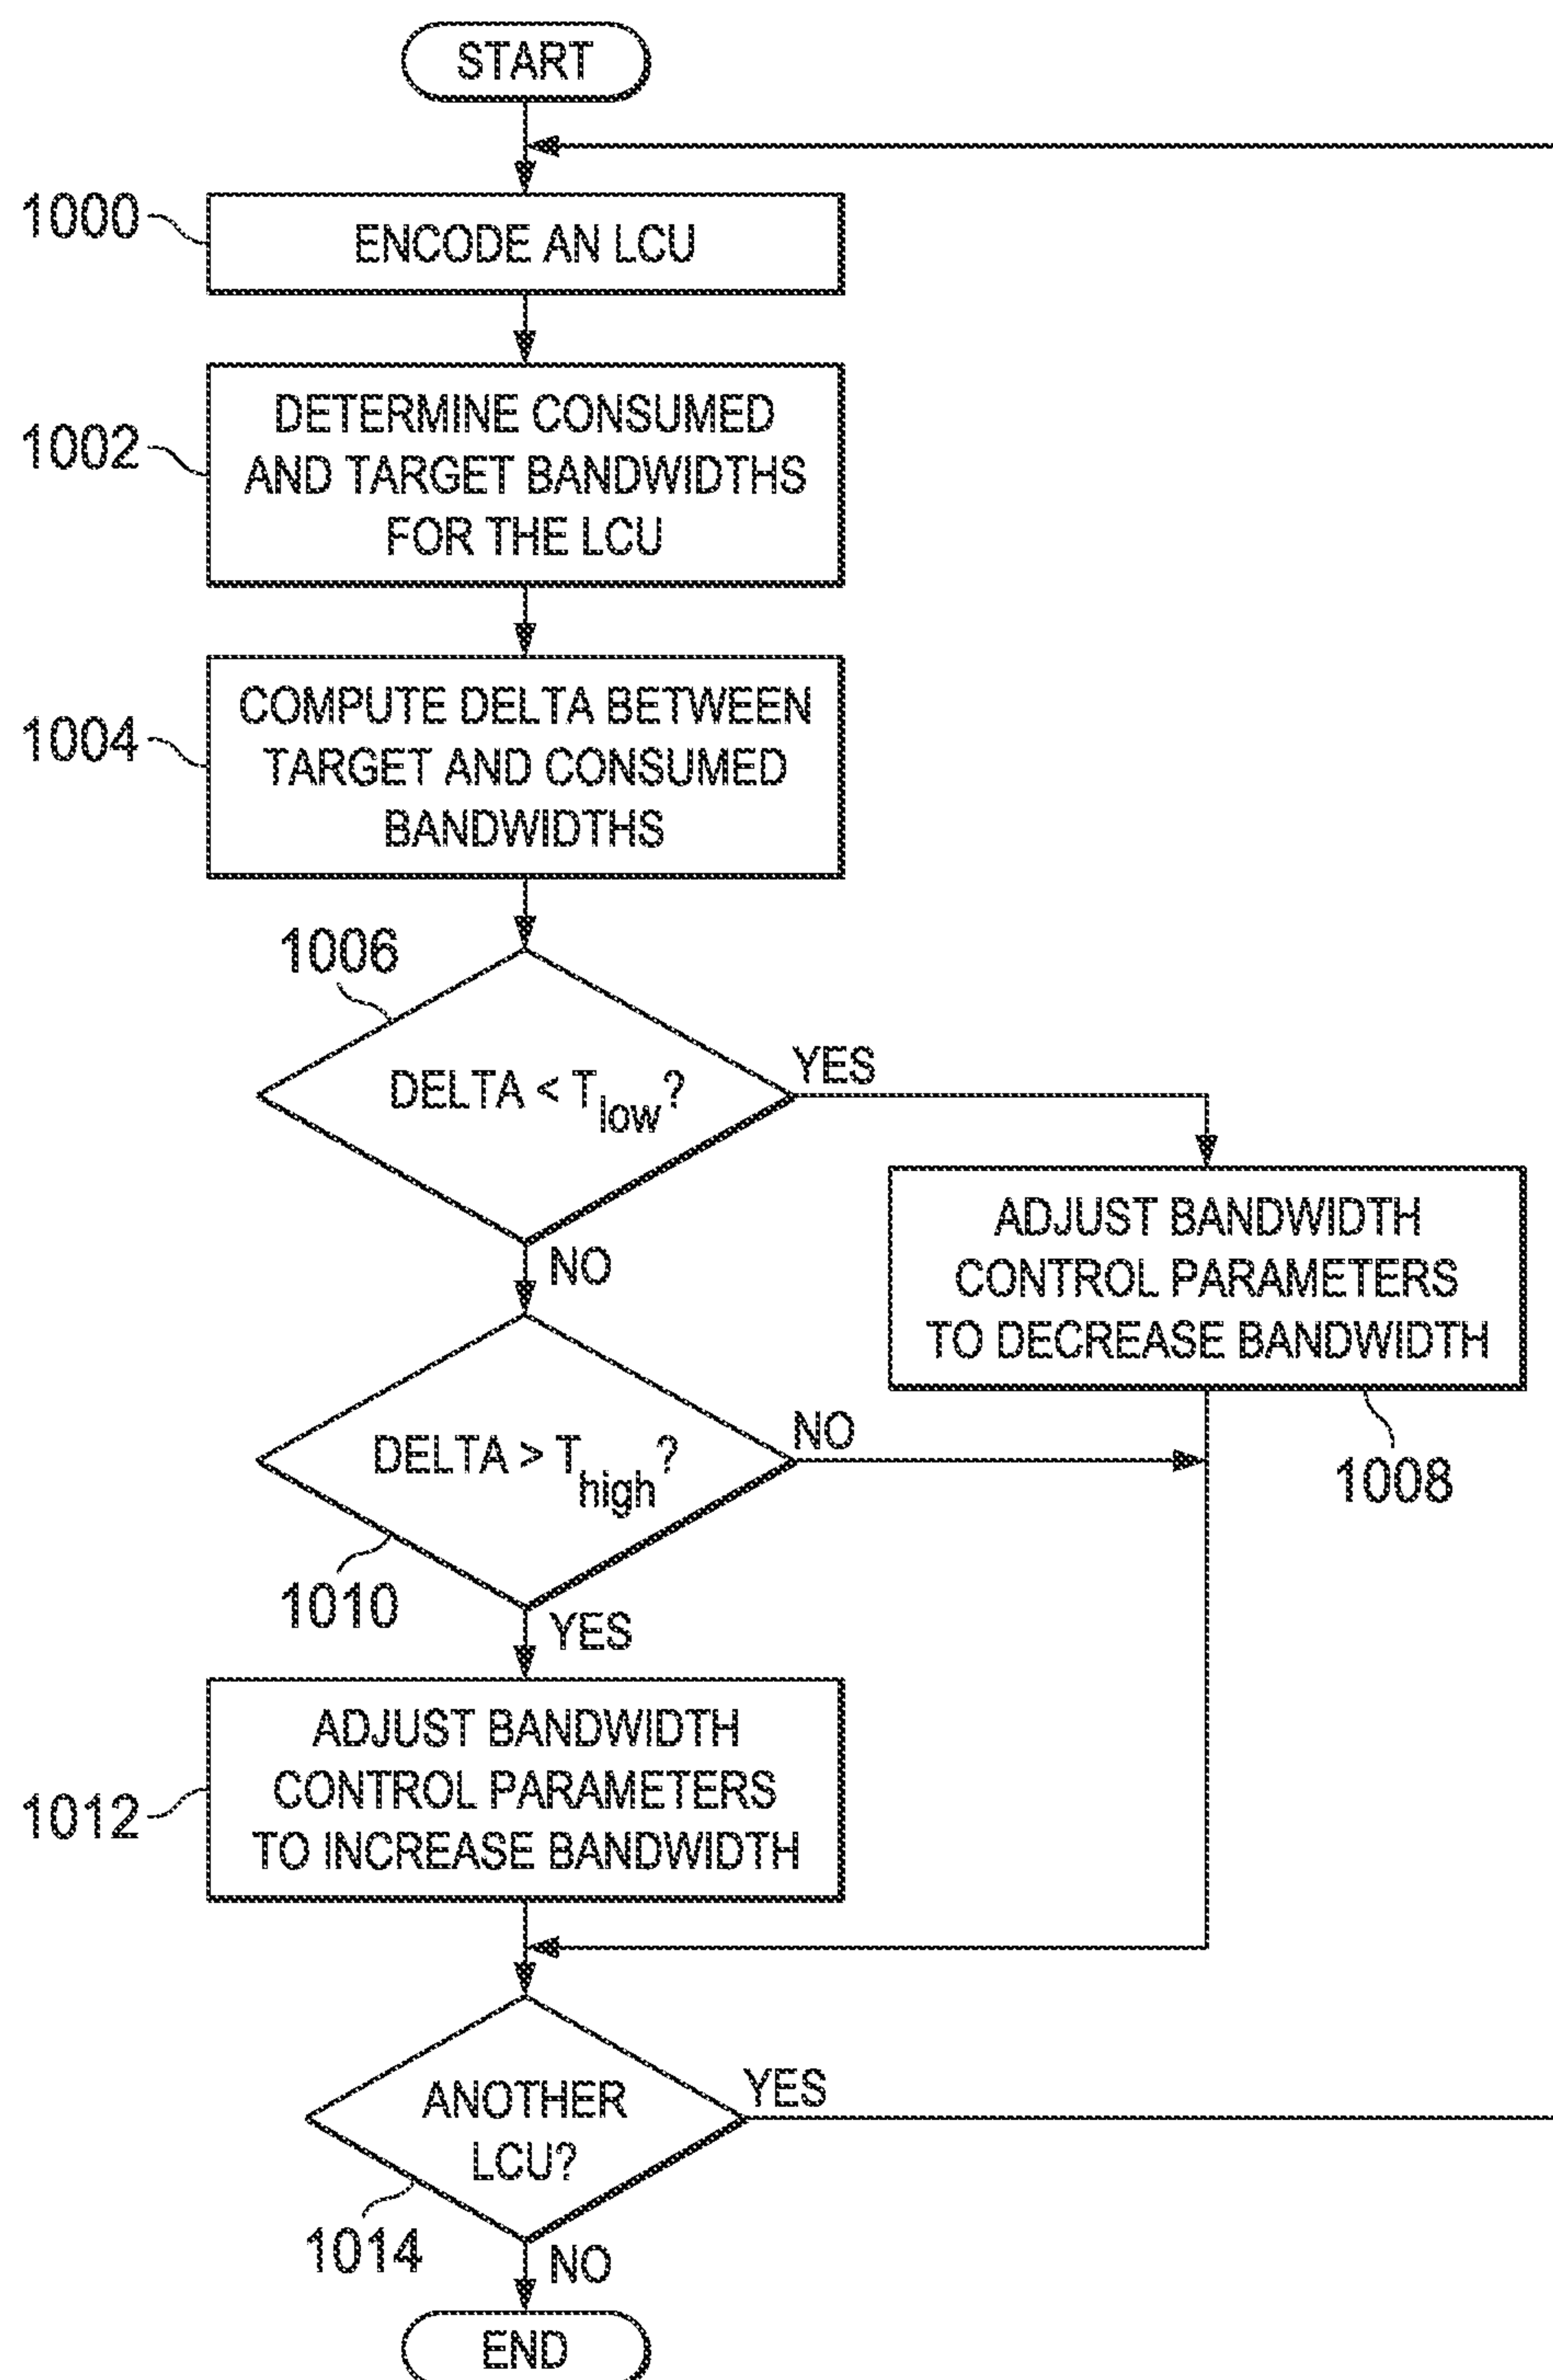 START
1000
ENCODE AN LCU
1002
DETERMINE CONSUMED
AND TARGET BANDWIDTHS
FOR THE LCU
1004
COMPUTE DELTA BETWEEN
TARGET AND CONSUMED
BANDWIDTHS
1006
DELTA < Tlow?
YES
NO
ADJUST BANDWIDTH
CONTROL PARAMETERS
TO DECREASE BANDWIDTH
1008
DELTA > Thigh?
NO
1010
YES
1012
ADJUST BANDWIDTH
CONTROL PARAMETERS
TO INCREASE BANDWIDTH
ANOTHER
LCU?
YES
1014
NO
END